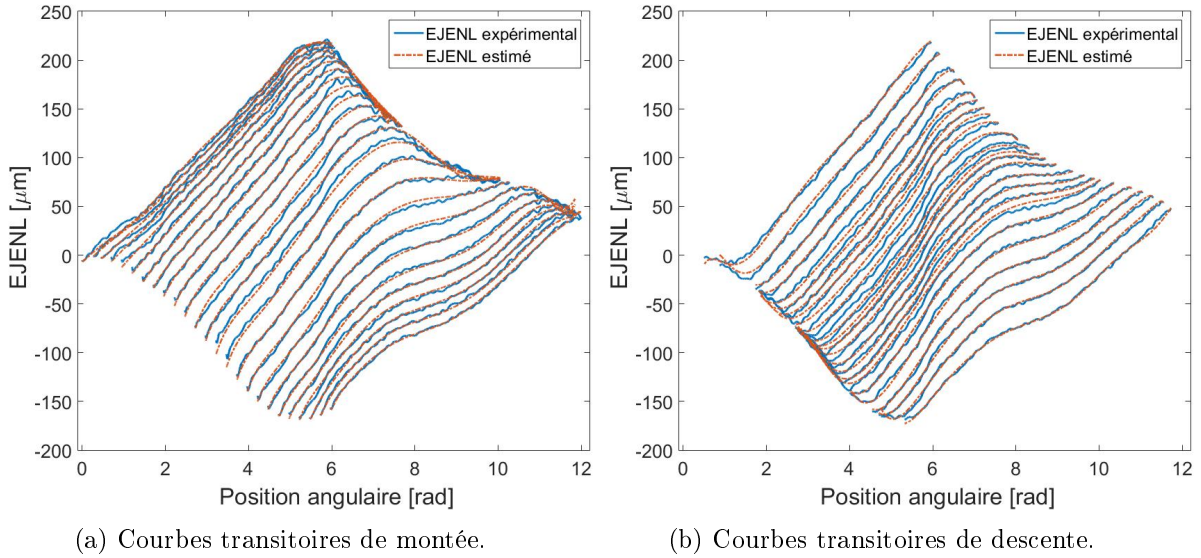 250
200
150
100
50
0
-50
-100
-150
-200
EJENL [μm]
0 2 4 6 8 10 12
Position angulaire [rad]
EJENL expérimental
EJENL estimé
(a) Courbes transitoires de montée.
250
200
150
100
50
0
-50
-100
-150
-200
EJENL [μm]
0 2 4 6 8 10 12
Position angulaire [rad]
EJENL expérimental
EJENL estimé
(b) Courbes transitoires de descente.